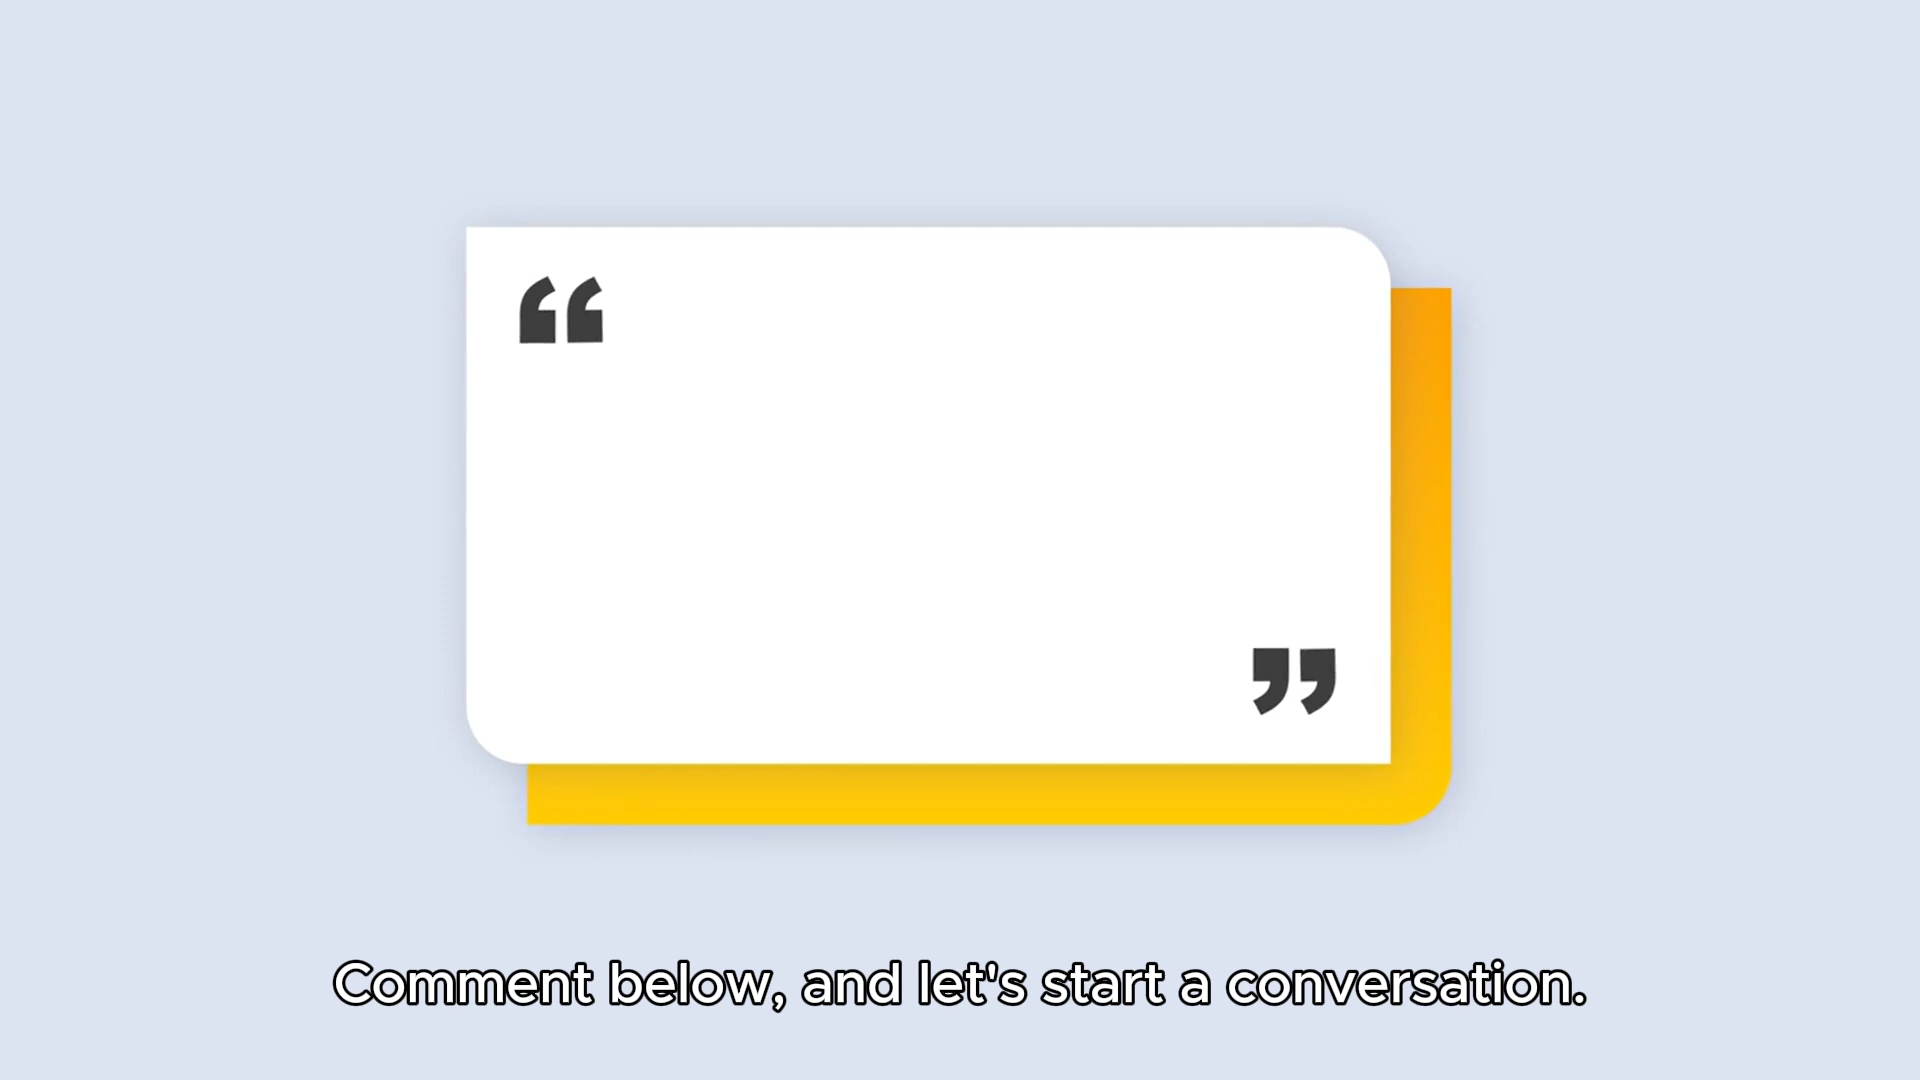 “
”
Comment below, and let's start a conversation.